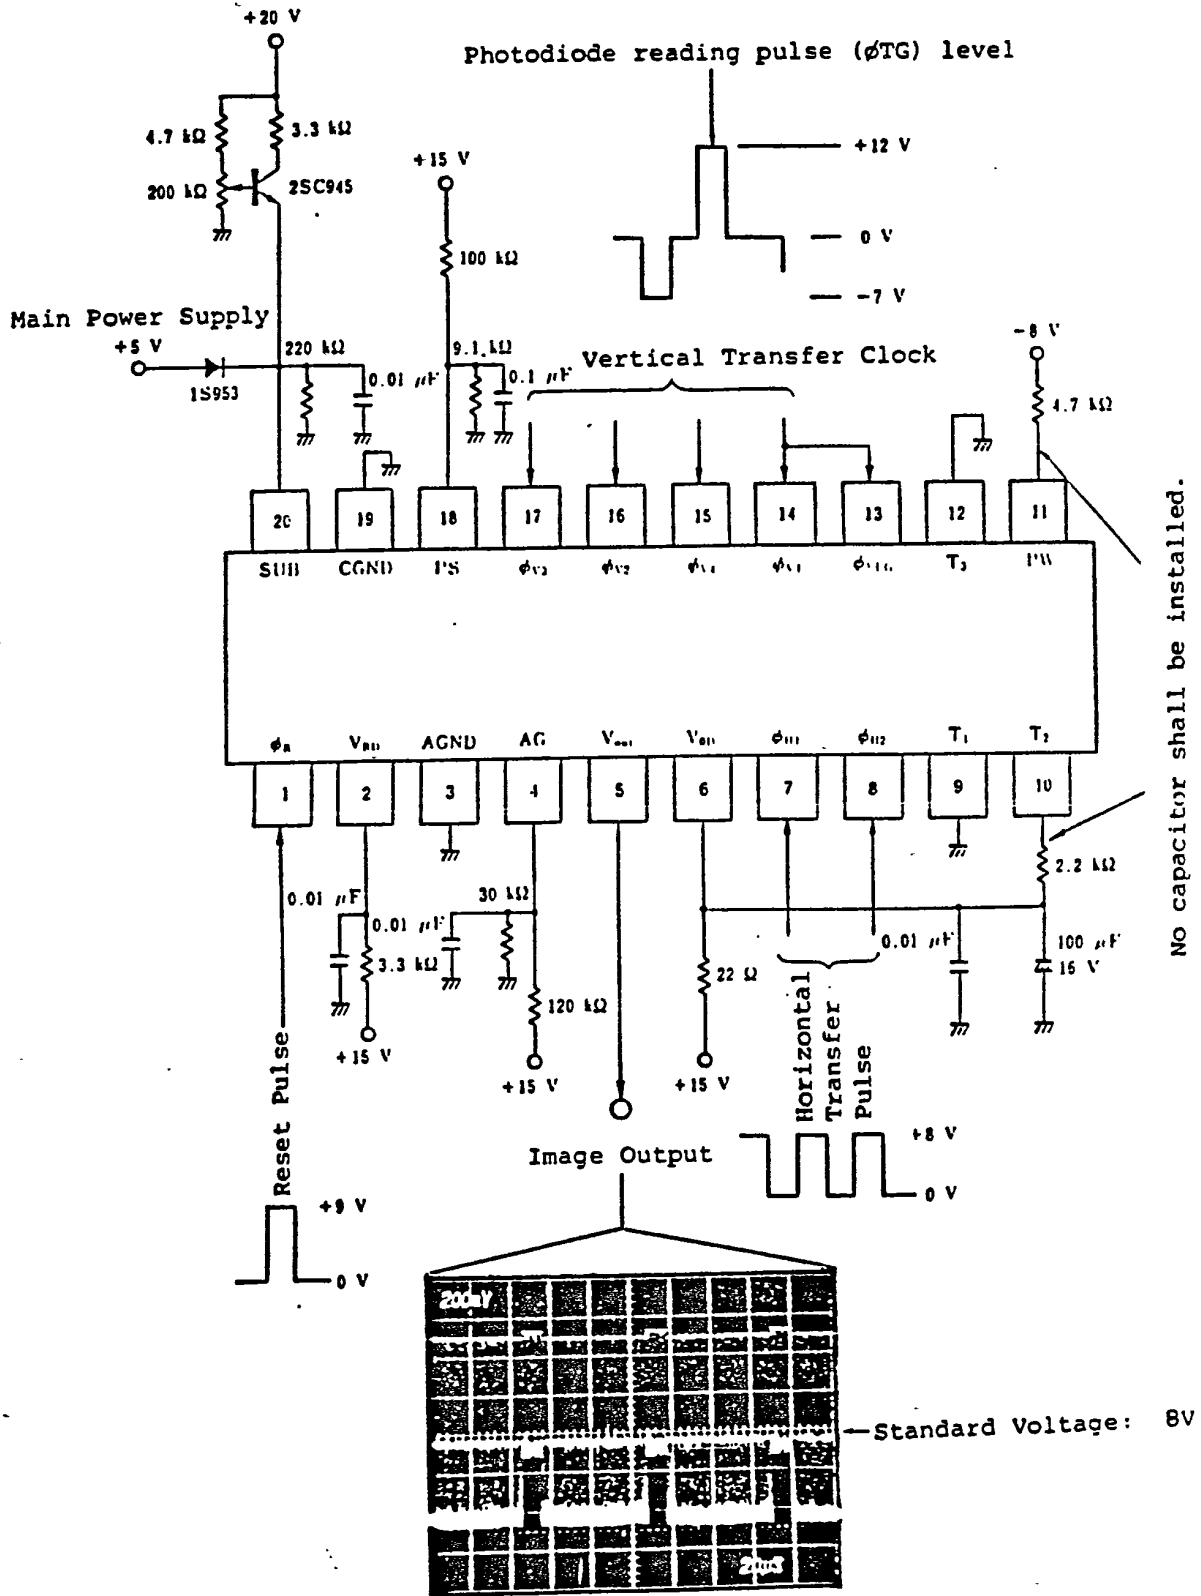 +20 V
Photodiode reading pulse (øTG) level
4.7 kΩ
3.3 kΩ
+15 V
+12 V
200 kΩ
2SC945
0 V
100 kΩ
-7 V
Main Power Supply
+5 V
220 kΩ
9.1 kΩ
Vertical Transfer Clock
-8 V
1S953
0.01 μF
0.1 μF
4.7 kΩ
No capacitor shall be installed.
20
19
18
17
16
15
14
13
12
11
SUB
CGND
PS
T3
PW
AGND
AG
Vout
T1
T2
1
2
3
4
5
6
7
8
9
10
2.2 kΩ
0.01 μF
0.01 μF
30 kΩ
0.01 μF
100 μF
16 V
3.3 kΩ
22 Ω
120 kΩ
+15 V
+15 V
+15 V
Horizontal
Transfer
Pulse
Reset Pulse
Image Output
+8 V
0 V
+9 V
0 V
200mV
Standard Voltage: 8V